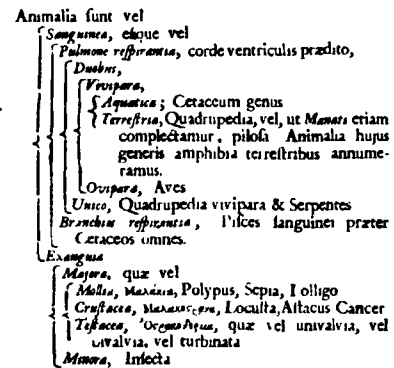 Animalia ſunt vel
Sanguinea, eáque vel
Pulmone reſpirantia, corde ventriculis prædito,
Duobus,
Vivipara,
Aquatica; Cetaceum genus
Terreſtria, Quadrupedia, vel, ut Manati etiam
complectamur, piloſa Animalia hujus
generis amphibia terreſtribus annume-
ramus.
Ovipara, Aves
Unico, Quadrupedia vivipara & Serpentes
Branchiis reſpirantia, Piſces ſanguinei præter
Cetaceos omnes.
Exanguia
Majora, quæ vel
Mollia, Μαλάκια, Polypus, Sepia, Lolligo
Cruſtacea, Locuſta, Aſtacus Cancer
Teſtacea, quæ vel univalvia, vel
bivalvia, vel turbinata
Minora, Inſecta